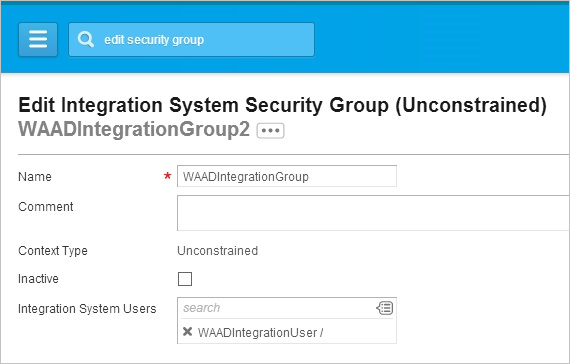 edit security group
Edit Integration System Security Group (Unconstrained)
WAADIntegrationGroup2
Name * WAADIntegrationGroup
Comment
Context Type Unconstrained
Inactive
Integration System Users search
WAADIntegrationUser /